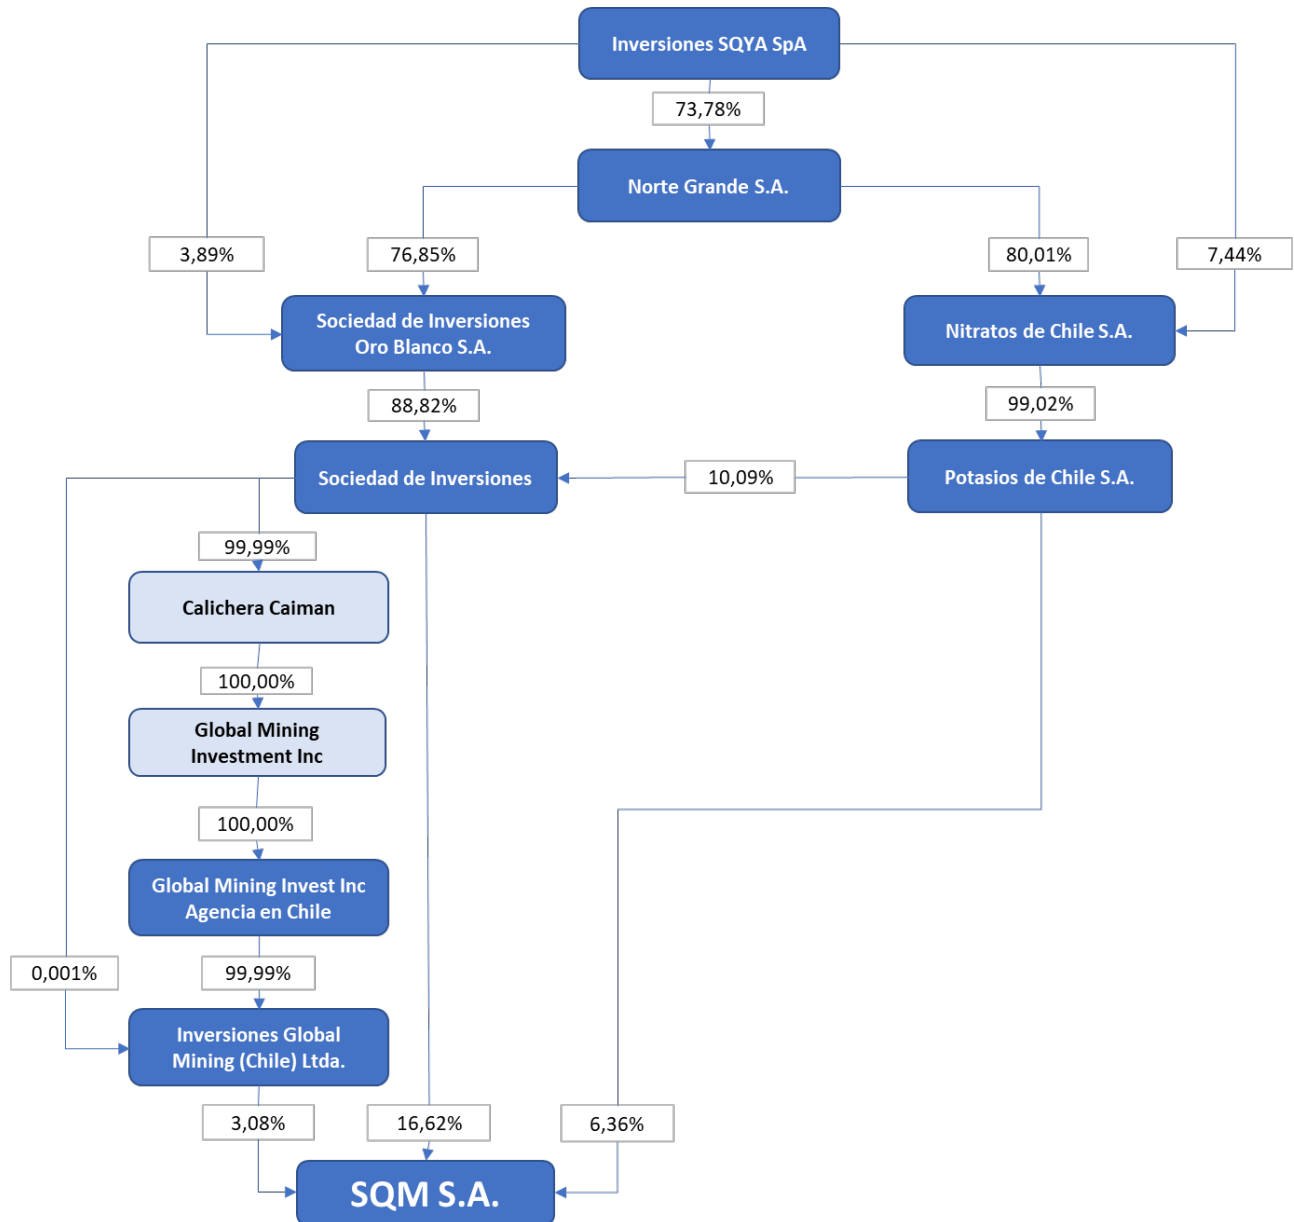 Inversiones SQYA SpA
73,78%
Norte Grande S.A.
3,89%
76,85%
80,01%
7,44%
Sociedad de Inversiones
Oro Blanco S.A.
Nitratos de Chile S.A.
88,82%
99,02%
Sociedad de Inversiones
10,09%
Potasios de Chile S.A.
99,99%
Calichera Caiman
100,00%
Global Mining
Investment Inc
100,00%
Global Mining Invest Inc
Agencia en Chile
0,001%
99,99%
Inversiones Global
Mining (Chile) Ltda.
3,08%
16,62%
6,36%
SQM S.A.